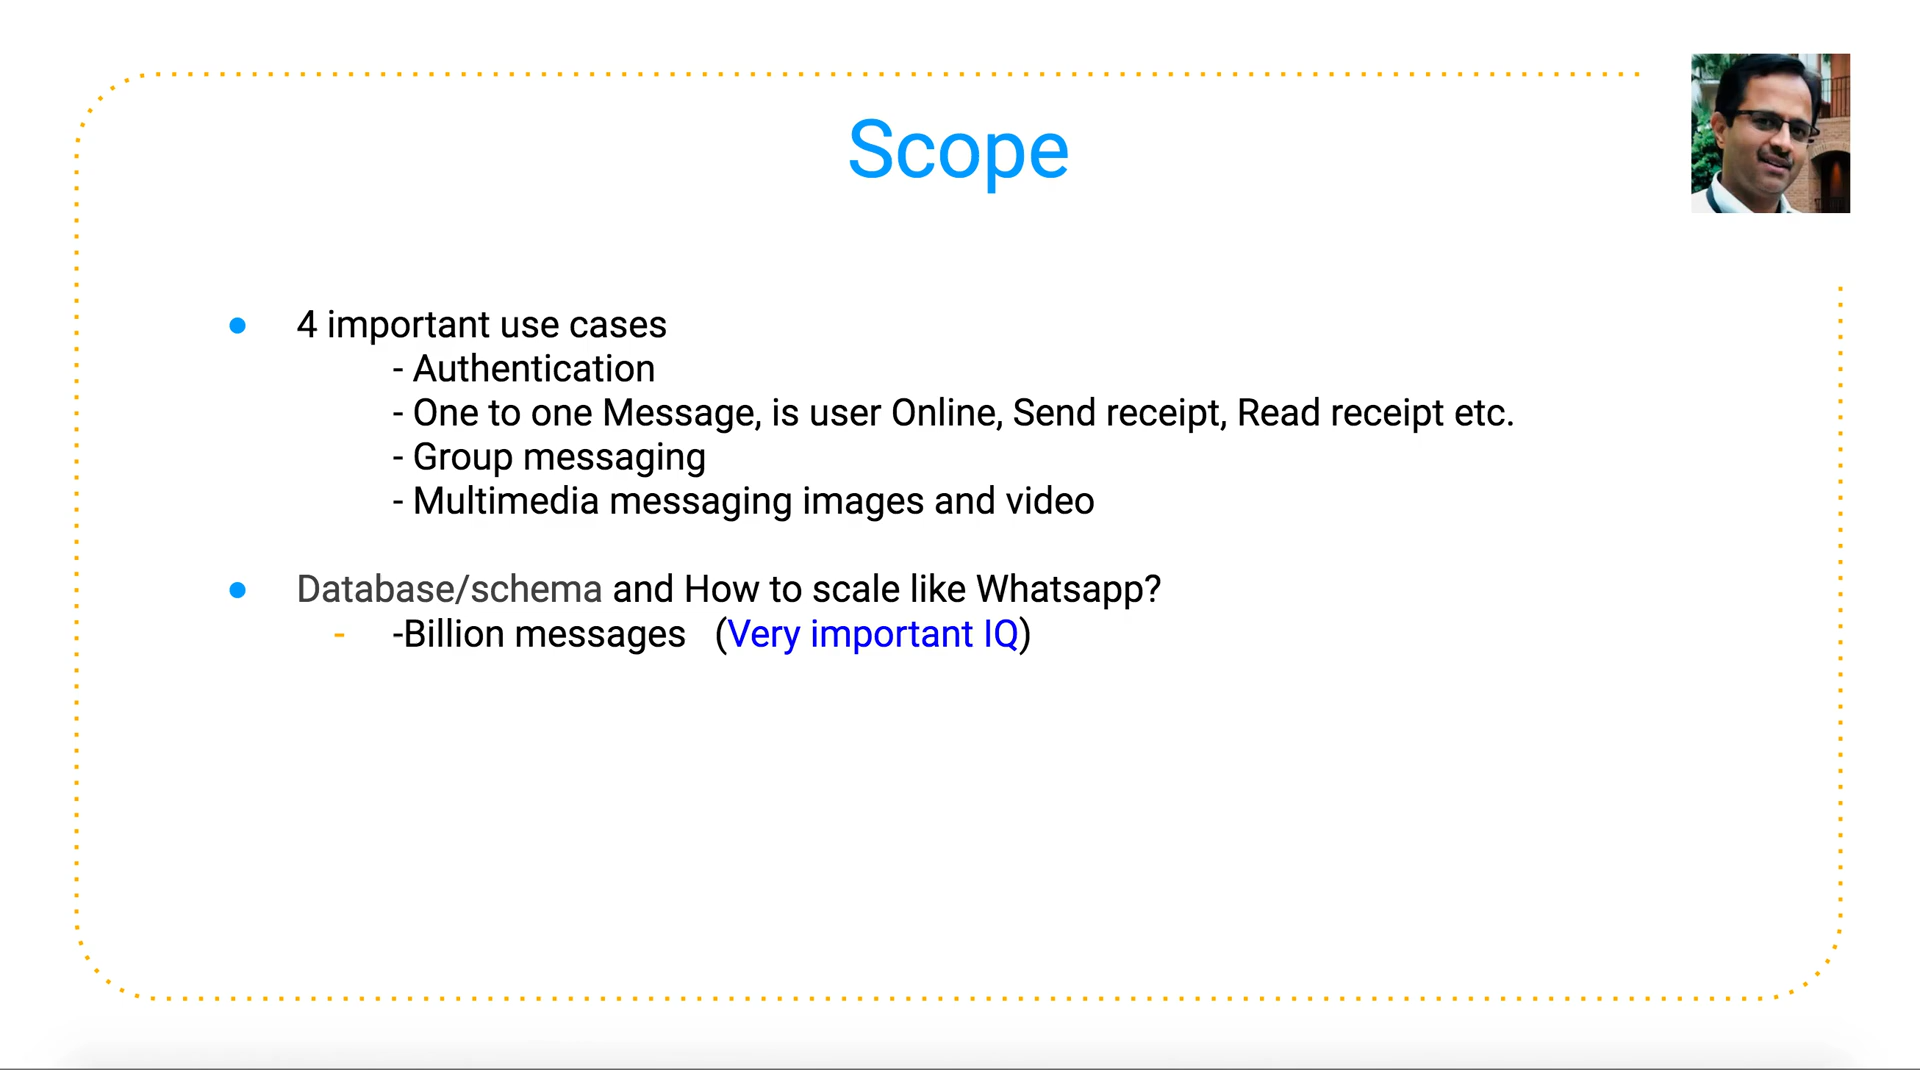 Scope
● 4 important use cases
- Authentication
- One to one Message, is user Online, Send receipt, Read receipt etc.
- Group messaging
- Multimedia messaging images and video
● Database/schema and How to scale like Whatsapp?
- -Billion messages (Very important IQ)